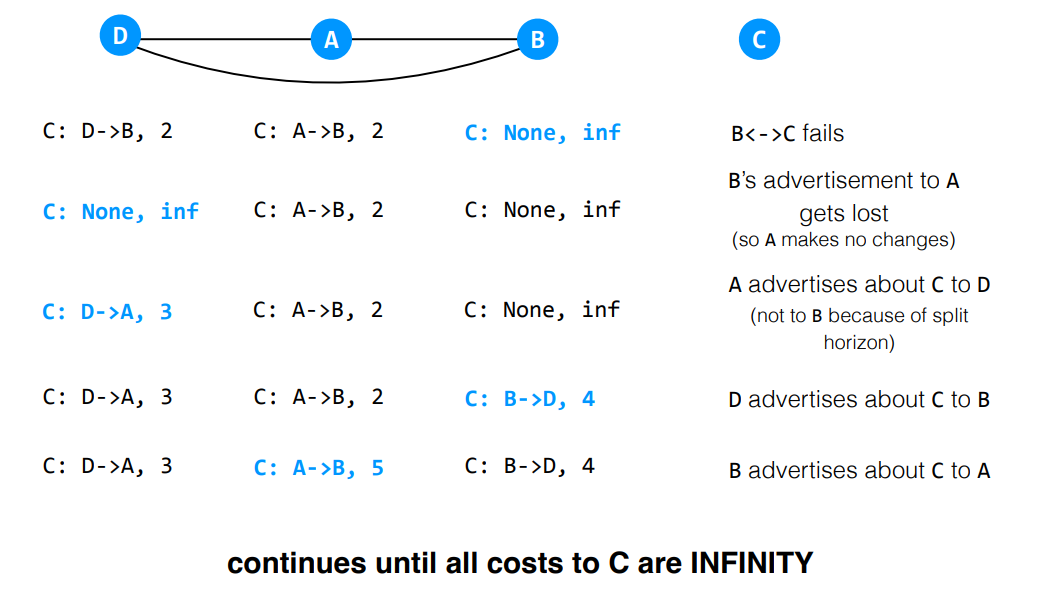 D A B C
C: D->B, 2 C: A->B, 2 C: None, inf B<->C fails
B's advertisement to A
C: None, inf C: A->B, 2 C: None, inf gets lost
(so A makes no changes)
A advertises about C to D
C: D->A, 3 C: A->B, 2 C: None, inf (not to B because of split
horizon)
C: D->A, 3 C: A->B, 2 C: B->D, 4 D advertises about C to B
C: D->A, 3 C: A->B, 5 C: B->D, 4 B advertises about C to A
continues until all costs to C are INFINITY